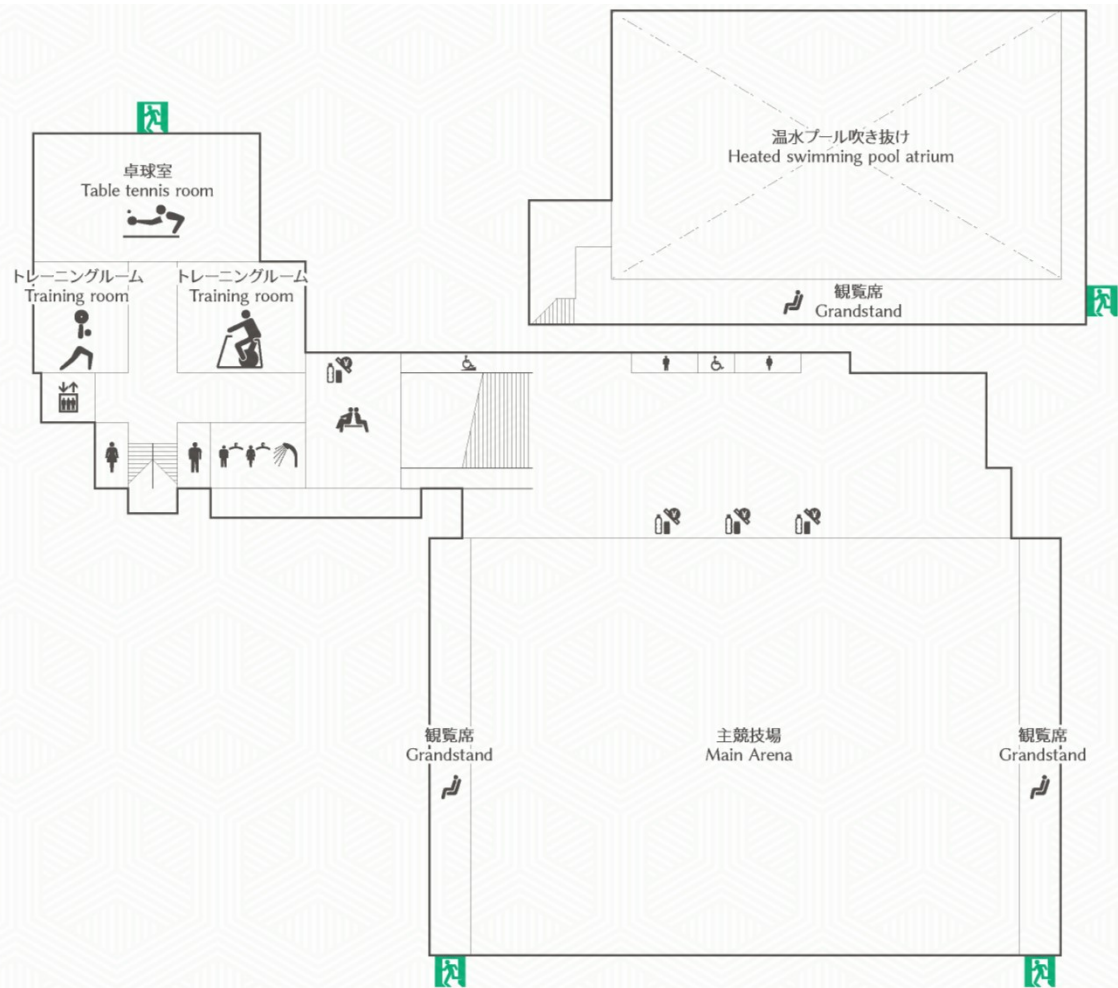 温水プール吹き抜け
Heated swimming pool atrium
卓球室
Table tennis room
トレーニングルーム
Training room
トレーニングルーム
Training room
観覧席
Grandstand
観覧席
Grandstand
主競技場
Main Arena
観覧席
Grandstand